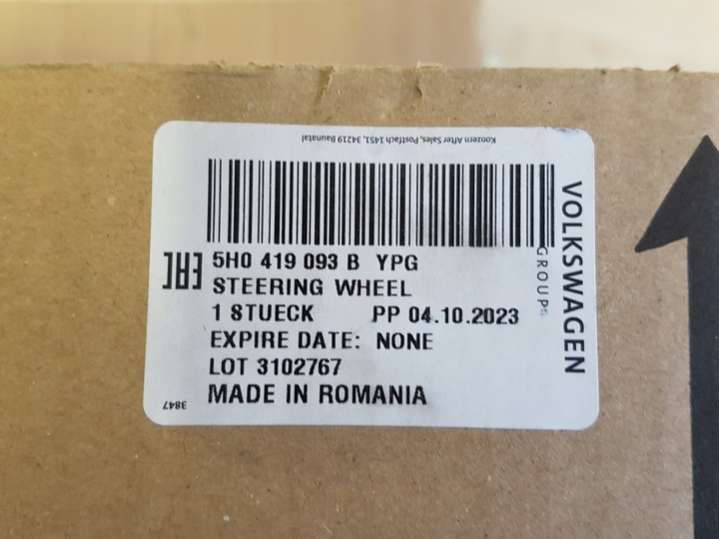 Konzern After Sales, Postfach 1451, 34219 Baunatal
VOLKSWAGEN
GROUP
EAC
5H0 419 093 B YPG
STEERING WHEEL
1 STUECK PP 04.10.2023
EXPIRE DATE: NONE
LOT 3102767
MADE IN ROMANIA
3847